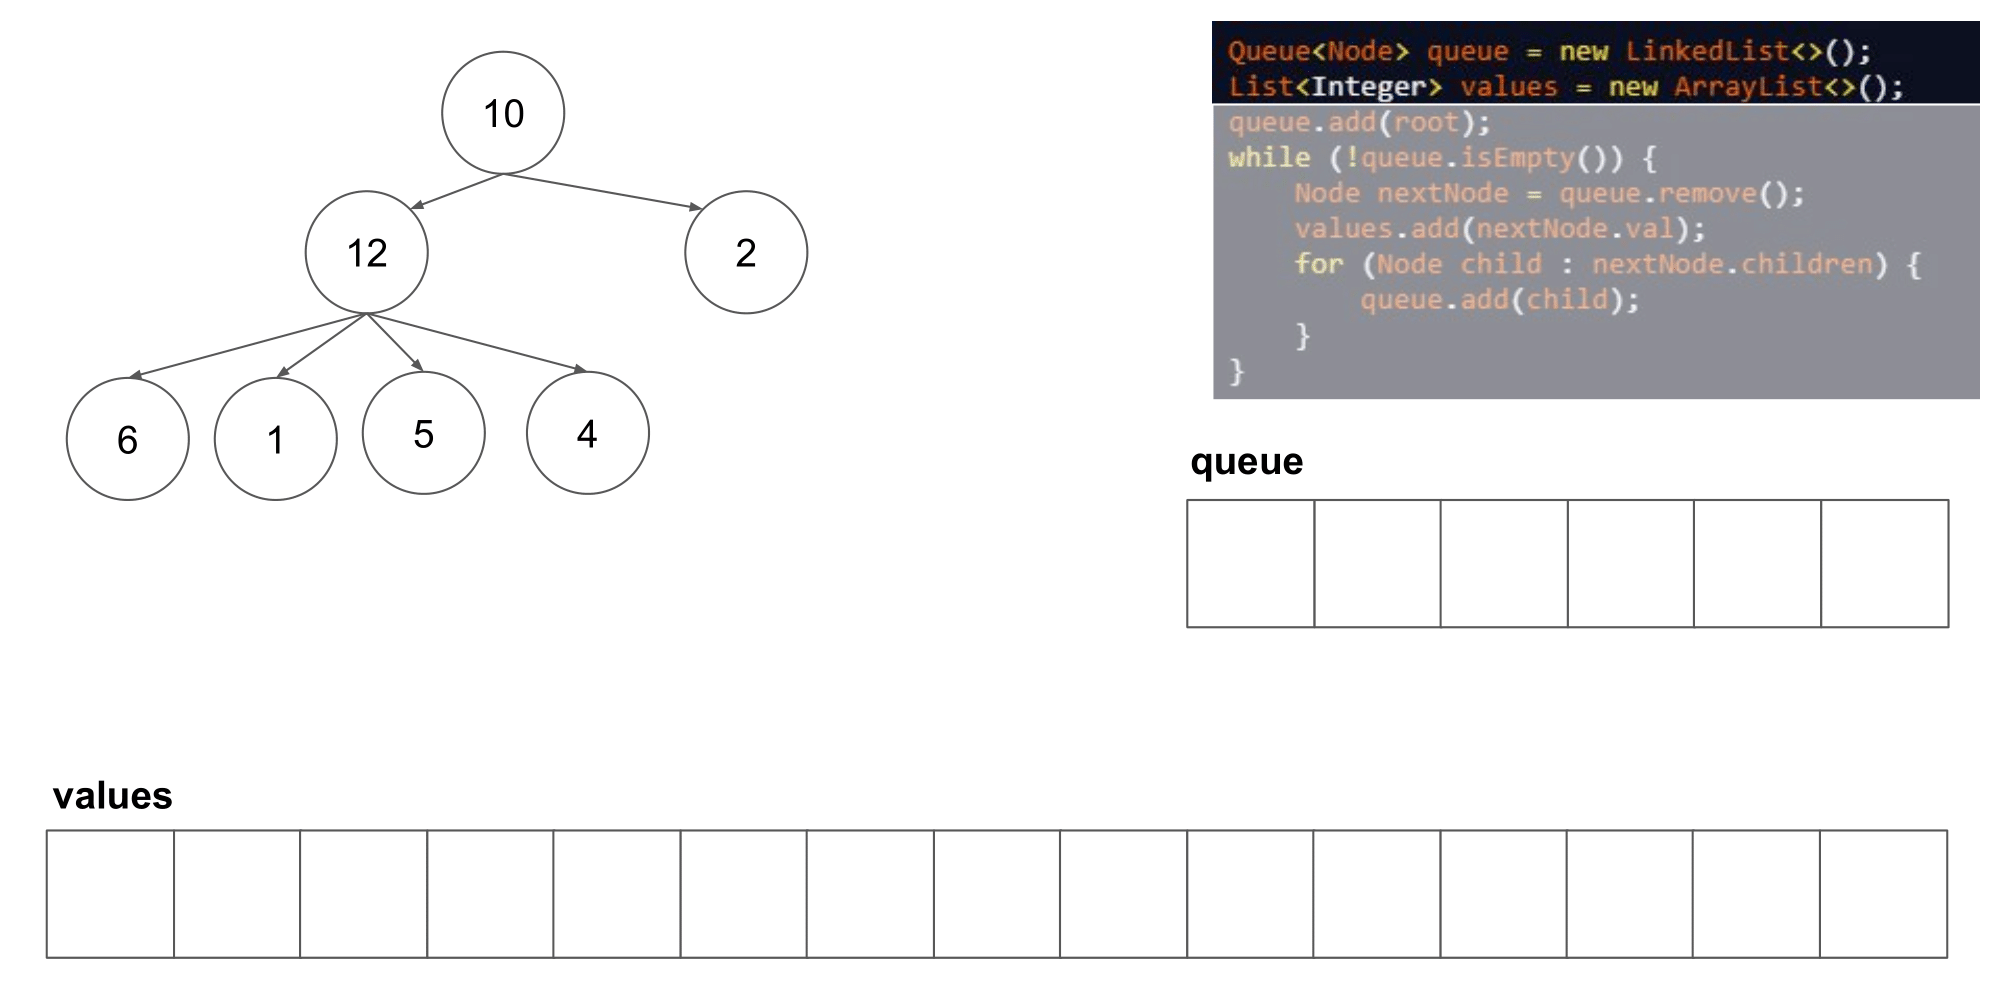 10
12
2
6
1
5
4
Queue<Node> queue = new LinkedList<>();
List<Integer> values = new ArrayList<>();
queue.add(root);
while (!queue.isEmpty()) {
    Node nextNode = queue.remove();
    values.add(nextNode.val);
    for (Node child : nextNode.children) {
        queue.add(child);
    }
}
queue
values